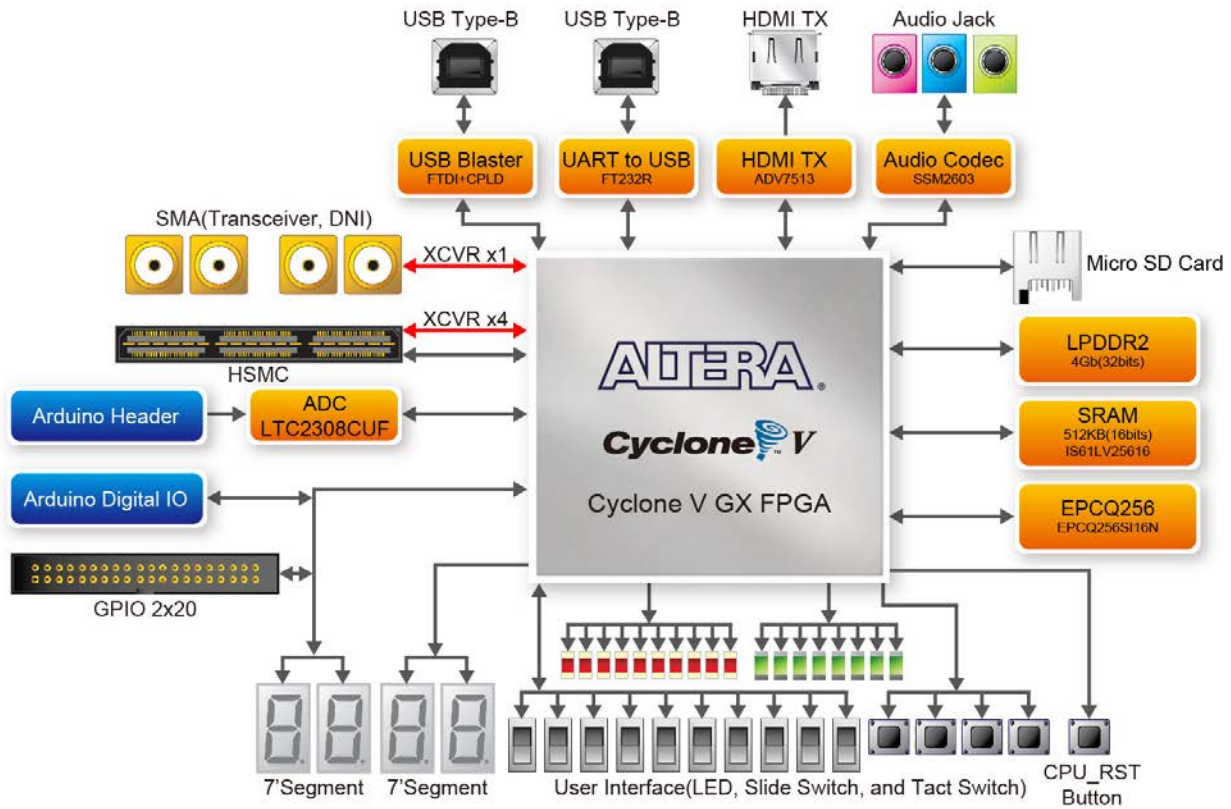 USB Type-B
USB Type-B
HDMI TX
Audio Jack
USB Blaster
FTDI+CPLD
UART to USB
FT232R
HDMI TX
ADV7513
Audio Codec
SSM2603
SMA(Transceiver, DNI)
XCVR x1
Micro SD Card
XCVR x4
HSMC
LPDDR2
4Gb(32bits)
ALTERA®
Arduino Header
ADC
LTC2308CUF
Cyclone™ V
SRAM
512KB(16bits)
IS61LV25616
Arduino Digital IO
Cyclone V GX FPGA
EPCQ256
EPCQ256SI16N
GPIO 2x20
7'Segment
7'Segment
User Interface(LED, Slide Switch, and Tact Switch)
CPU_RST
Button